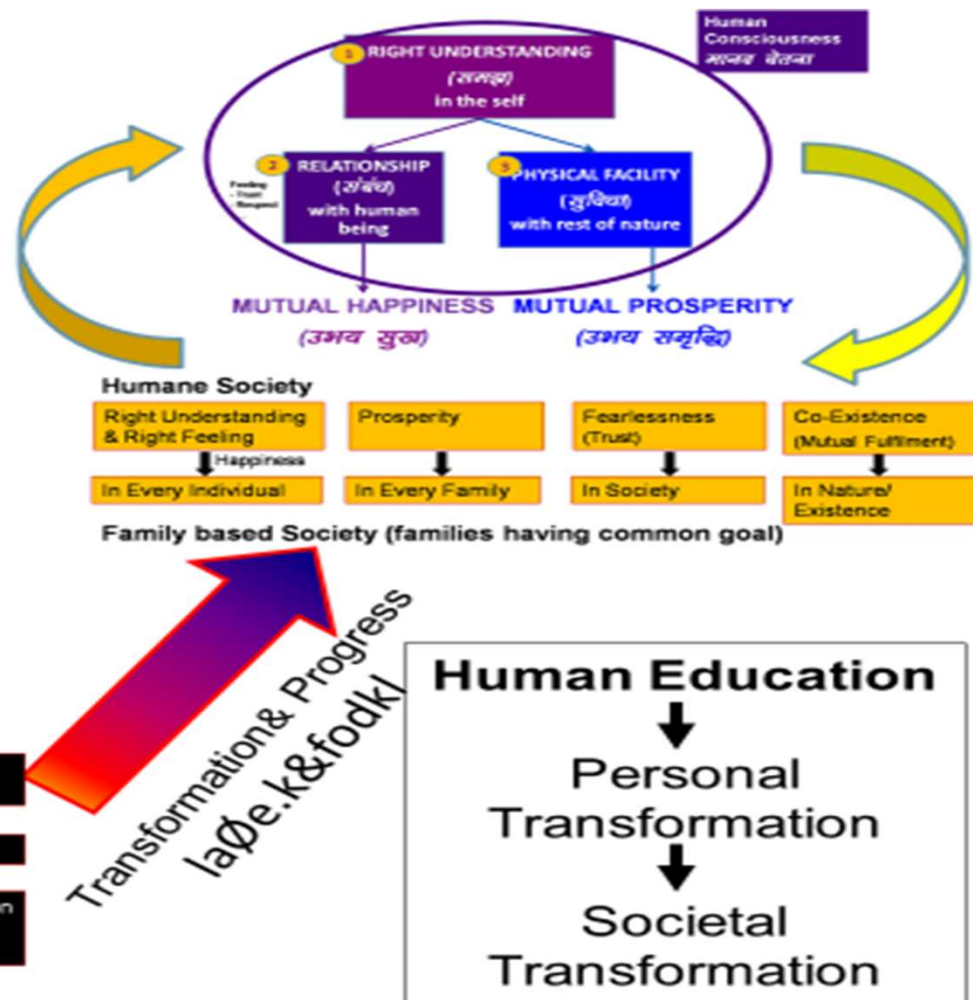 Human
Consciousness
मानव चेतना
1
RIGHT UNDERSTANDING
(समझ)
in the self
2
RELATIONSHIP
(संबंध)
with human
being
Feeling
- Trust
- Respect
3
PHYSICAL FACILITY
(सुविधा)
with rest of nature
MUTUAL HAPPINESS
(उभय सुख)
MUTUAL PROSPERITY
(उभय समृद्धि)
Humane Society
Right Understanding
& Right Feeling
Happiness
In Every Individual
Prosperity
In Every Family
Fearlessness
(Trust)
In Society
Co-Existence
(Mutual Fulfilment)
In Nature/
Existence
Family based Society (families having common goal)
Transformation& Progress
laØe.k&fodkl
Human Education
Personal
Transformation
Societal
Transformation